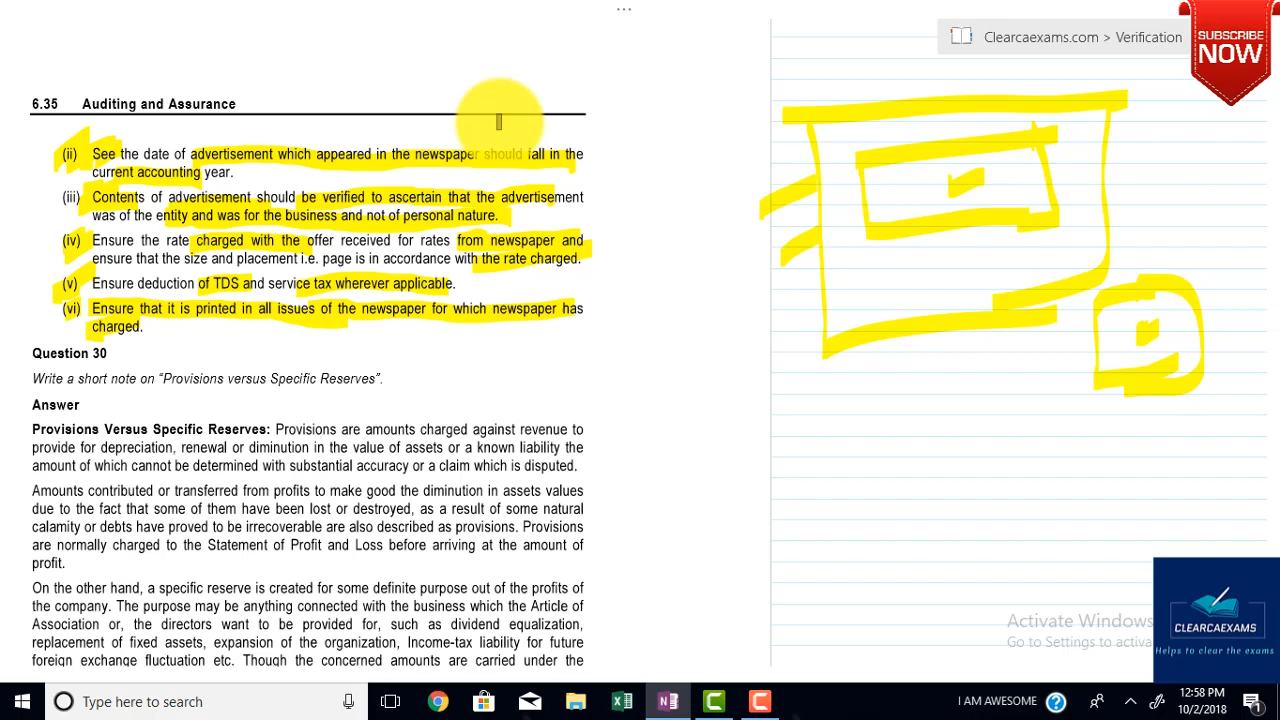 ...
Clearcaexams.com > Verification
SUBSCRIBE
NOW
6.35 Auditing and Assurance
(ii) See the date of advertisement which appeared in the newspaper should fall in the
current accounting year.
(iii) Contents of advertisement should be verified to ascertain that the advertisement
was of the entity and was for the business and not of personal nature.
(iv) Ensure the rate charged with the offer received for rates from newspaper and
ensure that the size and placement i.e. page is in accordance with the rate charged.
(v) Ensure deduction of TDS and service tax wherever applicable.
(vi) Ensure that it is printed in all issues of the newspaper for which newspaper has
charged.
Question 30
Write a short note on “Provisions versus Specific Reserves”.
Answer
Provisions Versus Specific Reserves: Provisions are amounts charged against revenue to
provide for depreciation, renewal or diminution in the value of assets or a known liability the
amount of which cannot be determined with substantial accuracy or a claim which is disputed.
Amounts contributed or transferred from profits to make good the diminution in assets values
due to the fact that some of them have been lost or destroyed, as a result of some natural
calamity or debts have proved to be irrecoverable are also described as provisions. Provisions
are normally charged to the Statement of Profit and Loss before arriving at the amount of
profit.
On the other hand, a specific reserve is created for some definite purpose out of the profits of
the company. The purpose may be anything connected with the business which the Article of
Association or, the directors want to be provided for, such as dividend equalization,
replacement of fixed assets, expansion of the organization, Income-tax liability for future
foreign exchange fluctuation etc. Though the concerned amounts are carried under the
Activate Windows
Go to Settings to activa
CLEARCAEXAMS
Helps to clear the exams
Type here to search
I AM AWESOME
12:58 PM
10/2/2018
1